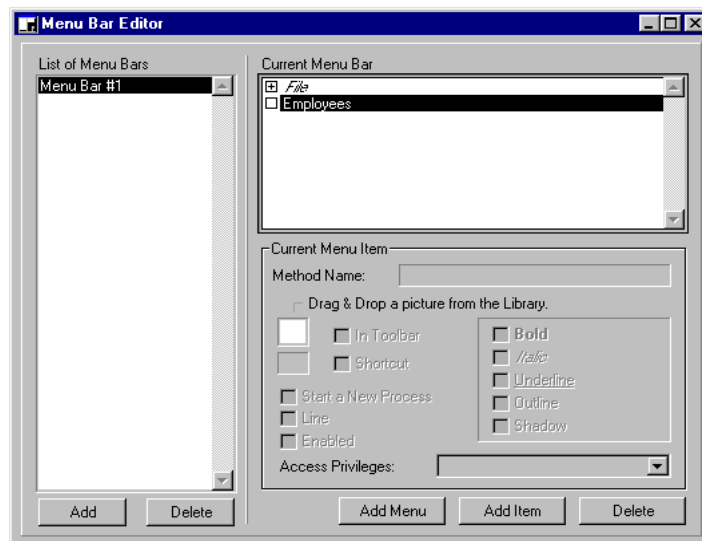 Menu Bar Editor
List of Menu Bars
Menu Bar #1
Add
Delete
Current Menu Bar
File
Employees
Current Menu Item
Method Name:
Drag & Drop a picture from the Library.
In Toolbar
Shortcut
Start a New Process
Line
Enabled
Bold
Italic
Underline
Outline
Shadow
Access Privileges:
Add Menu
Add Item
Delete